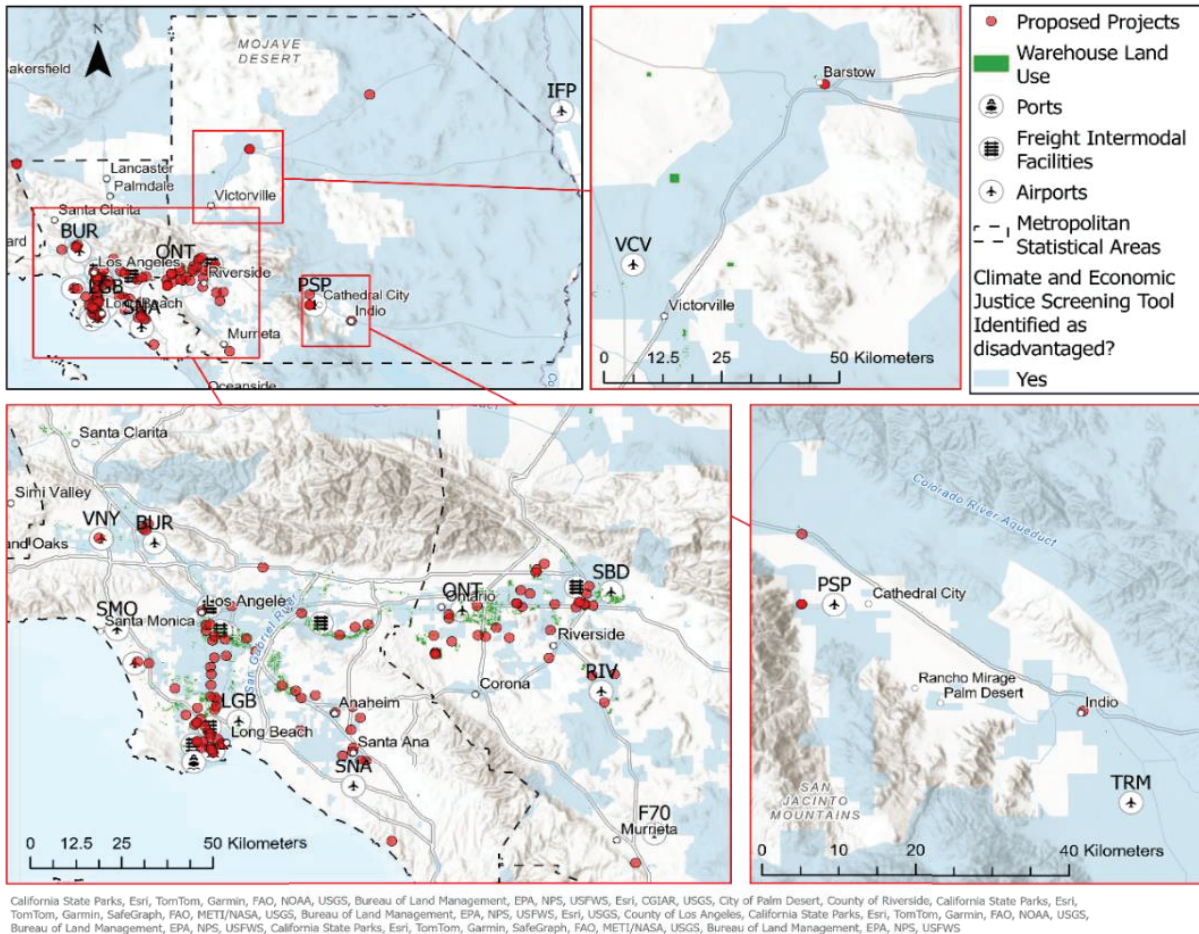 N
MOJAVE
DESERT
akersfield
IFP
Lancaster
Palmdale
Victorville
Santa Clarita
ard
BUR
ONT
Los Angeles
Riverside
LGB
Long Beach
SNA
PSP
Cathedral City
Indio
Murrieta
Oceanside
Barstow
VCV
Victorville
0 12.5 25 50 Kilometers
Proposed Projects
Warehouse Land
Use
Ports
Freight Intermodal
Facilities
Airports
Metropolitan
Statistical Areas
Climate and Economic
Justice Screening Tool
Identified as
disadvantaged?
Yes
Santa Clarita
Simi Valley
VNY
BUR
and Oaks
SMO
Santa Monica
Los Angele
San Gabriel River
ONT
Ontario
SBD
Riverside
RIV
Corona
LGB
Long Beach
Anaheim
Santa Ana
SNA
F70
Murrieta
0 12.5 25 50 Kilometers
Colorado River Aqueduct
PSP
Cathedral City
Rancho Mirage
Palm Desert
Indio
SAN
JACINTO
MOUNTAINS
TRM
0 10 20 40 Kilometers
California State Parks, Esri, TomTom, Garmin, FAO, NOAA, USGS, Bureau of Land Management, EPA, NPS, USFWS, Esri, CGIAR, USGS, City of Palm Desert, County of Riverside, California State Parks, Esri,
TomTom, Garmin, SafeGraph, FAO, METI/NASA, USGS, Bureau of Land Management, EPA, NPS, USFWS, Esri, USGS, County of Los Angeles, California State Parks, Esri, TomTom, Garmin, FAO, NOAA, USGS,
Bureau of Land Management, EPA, NPS, USFWS, California State Parks, Esri, TomTom, Garmin, SafeGraph, FAO, METI/NASA, USGS, Bureau of Land Management, EPA, NPS, USFWS